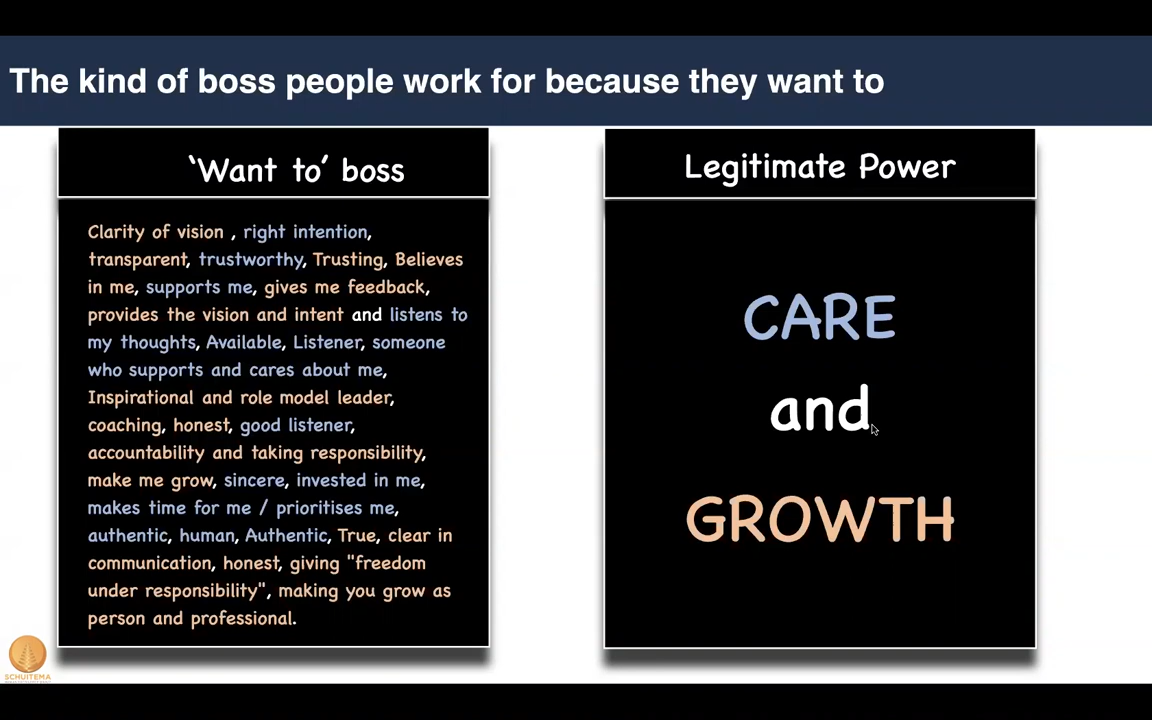 The kind of boss people work for because they want to
‘Want to’ boss
Clarity of vision , right intention,
transparent, trustworthy, Trusting, Believes
in me, supports me, gives me feedback,
provides the vision and intent and listens to
my thoughts, Available, Listener, someone
who supports and cares about me,
Inspirational and role model leader,
coaching, honest, good listener,
accountability and taking responsibility,
make me grow, sincere, invested in me,
makes time for me / prioritises me,
authentic, human, Authentic, True, clear in
communication, honest, giving "freedom
under responsibility", making you grow as
person and professional.
Legitimate Power
CARE
and
GROWTH
SCHUITEMA